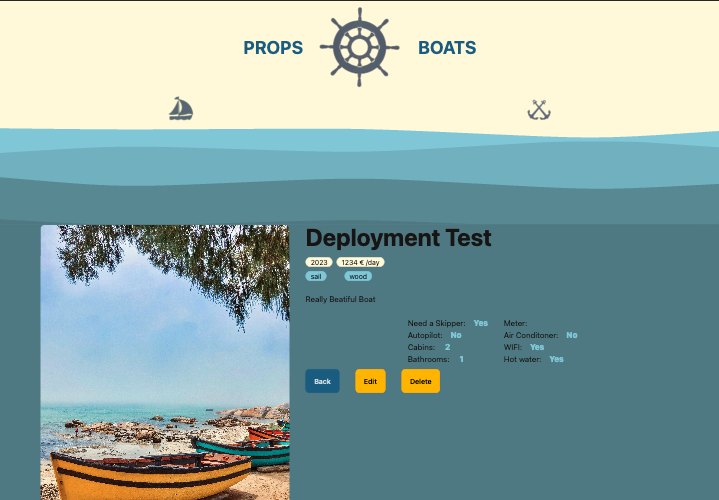 PROPS BOATS
Deployment Test
2023 1234 € /day
sail wood
Really Beatiful Boat
Need a Skipper: Yes Meter:
Autopilot: No Air Conditoner: No
Cabins: 2 WIFI: Yes
Bathrooms: 1 Hot water: Yes
Back Edit Delete